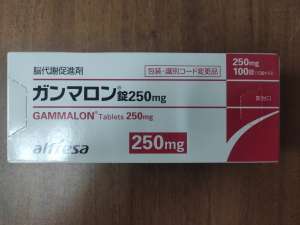 脳代謝促進剤
包装・識別コード変更品
250mg
100錠
ガンマロン®錠250mg
GAMMALON® Tablets 250mg
alfresa
250mg